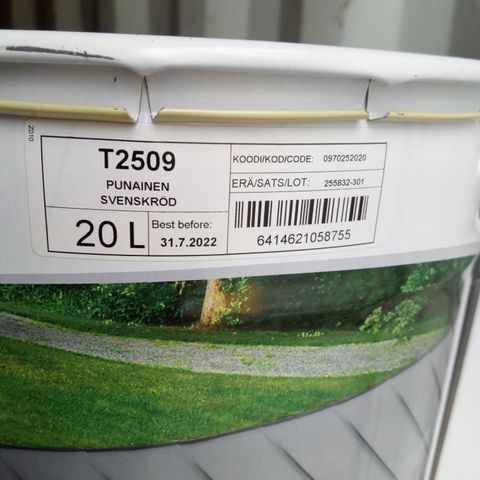 2010
T2509
PUNAINEN
SVENSKRÖD
20 L
Best before:
31.7.2022
KOODI/KOD/CODE: 0970252020
ERÄ/SATS/LOT: 255832-301
6414621058755